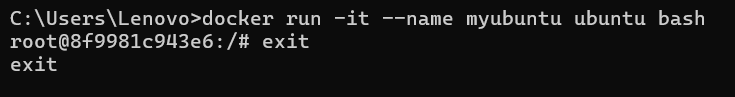 C:\Users\Lenovo>docker run -it --name myubuntu ubuntu bash
root@8f9981c943e6:/# exit
exit